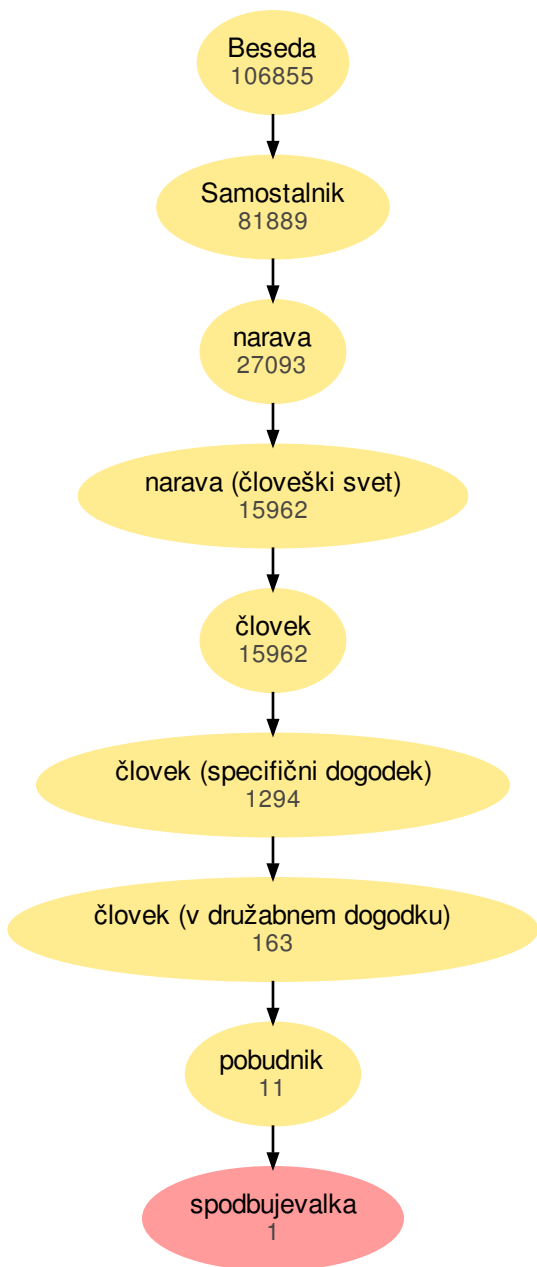 Beseda
106855
Samostalnik
81889
narava
27093
narava (človeški svet)
15962
človek
15962
človek (specifični dogodek)
1294
človek (v družabnem dogodku)
163
pobudnik
11
spodbujevalka
1